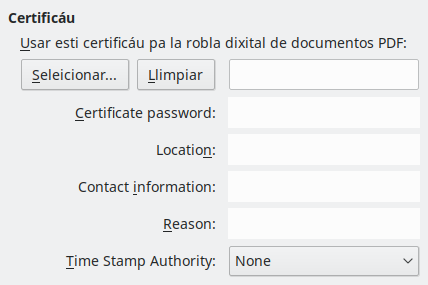 Certificáu
Usar esti certificáu pa la robla dixital de documentos PDF:
Seleicionar... Llimpiar
Certificate password:
Location:
Contact information:
Reason:
Time Stamp Authority: None